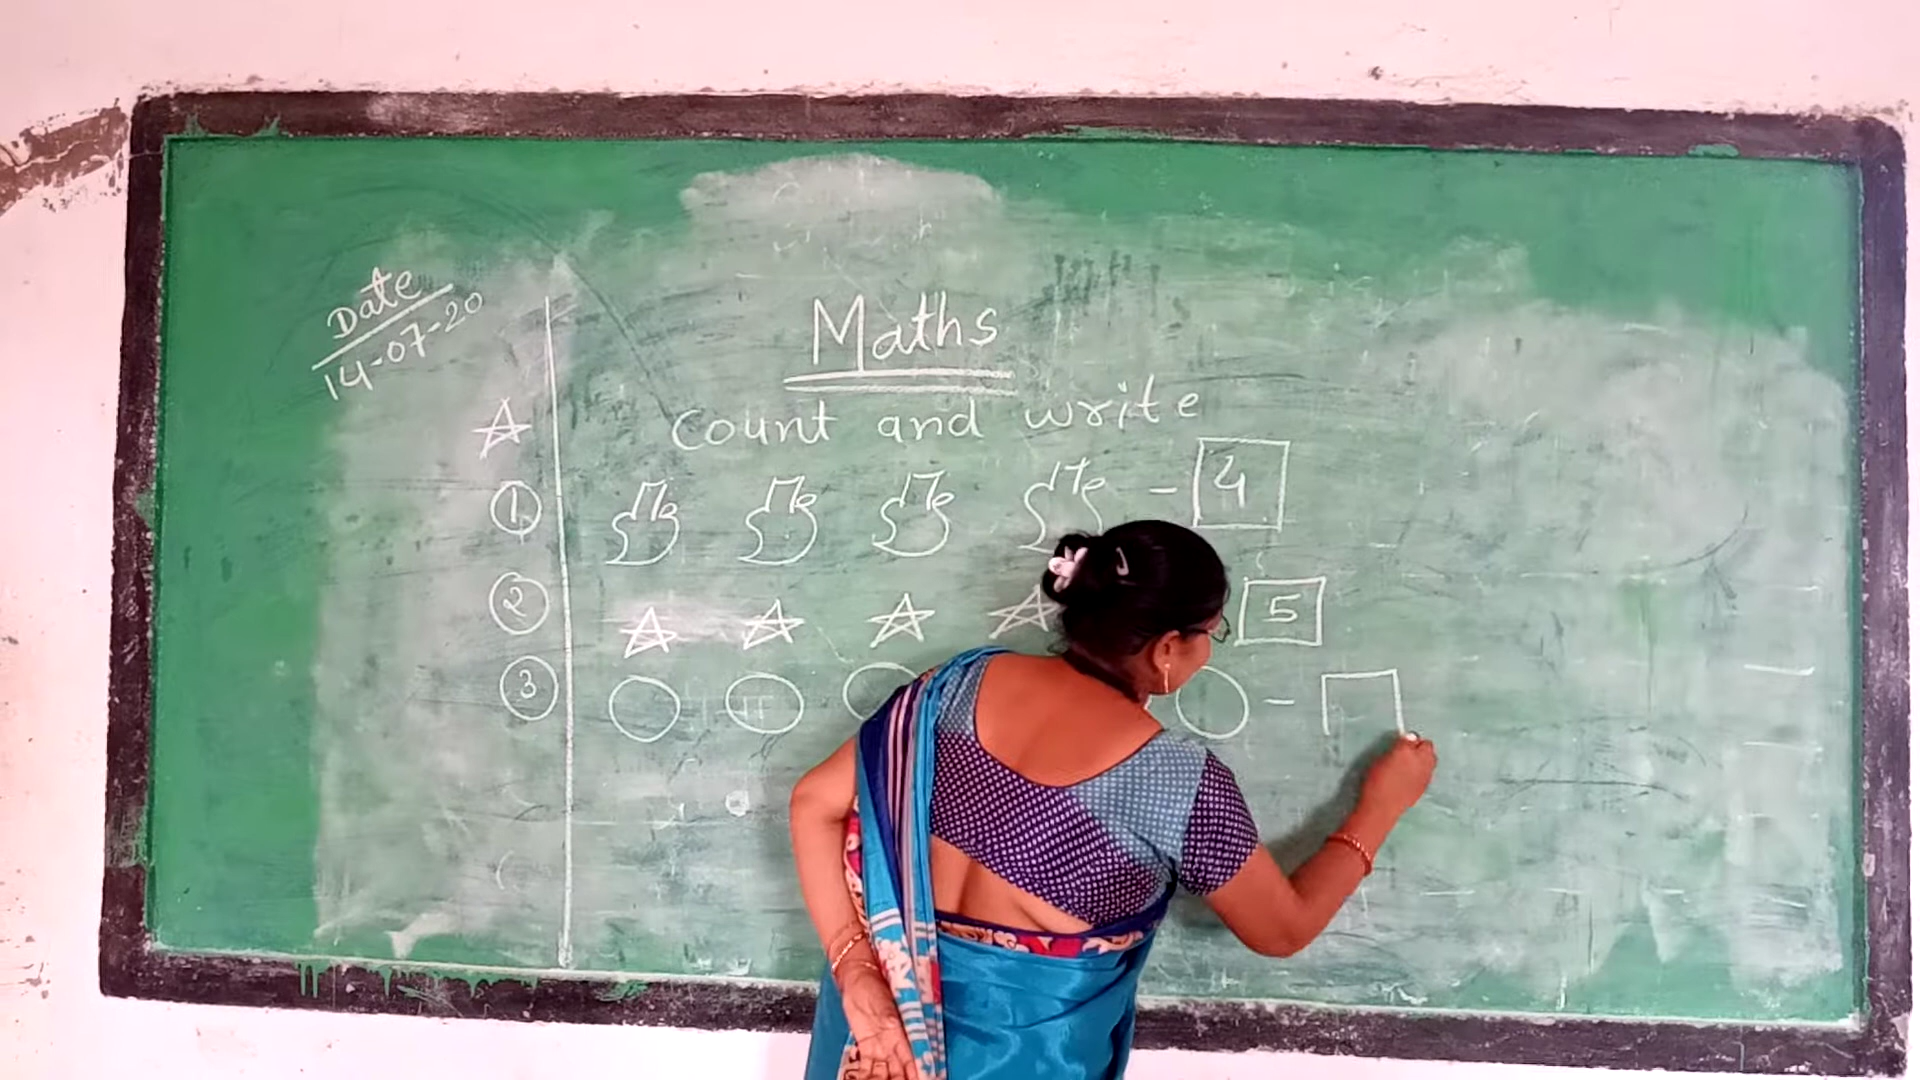 Date
14-07-20
Maths
count and write
1 - 4
2 5
3 -